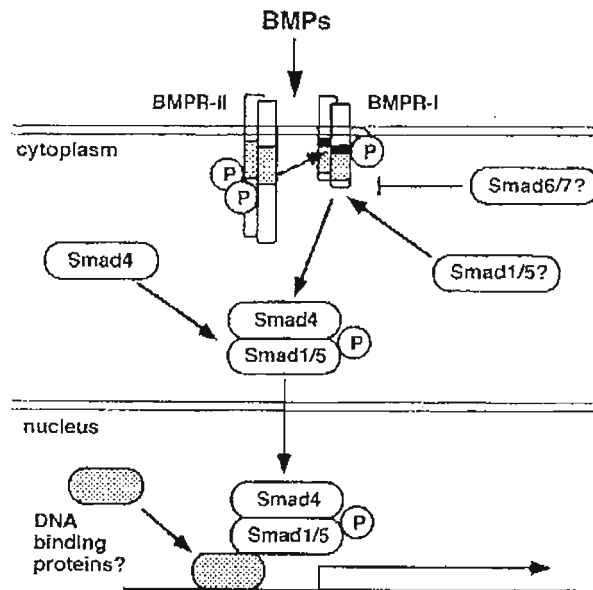 BMPs
BMPR-II
BMPR-I
cytoplasm
P
P
P
Smad6/7?
Smad4
Smad1/5?
Smad4
Smad1/5
P
nucleus
Smad4
Smad1/5
P
DNA
binding
proteins?